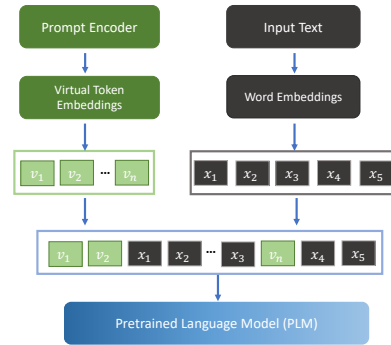 Prompt Encoder
Input Text
Virtual Token
Embeddings
Word Embeddings
v₁ v₂ ... vₙ
x₁ x₂ x₃ x₄ x₅
v₁ v₂ x₁ x₂ ... x₃ vₙ x₄ x₅
Pretrained Language Model (PLM)